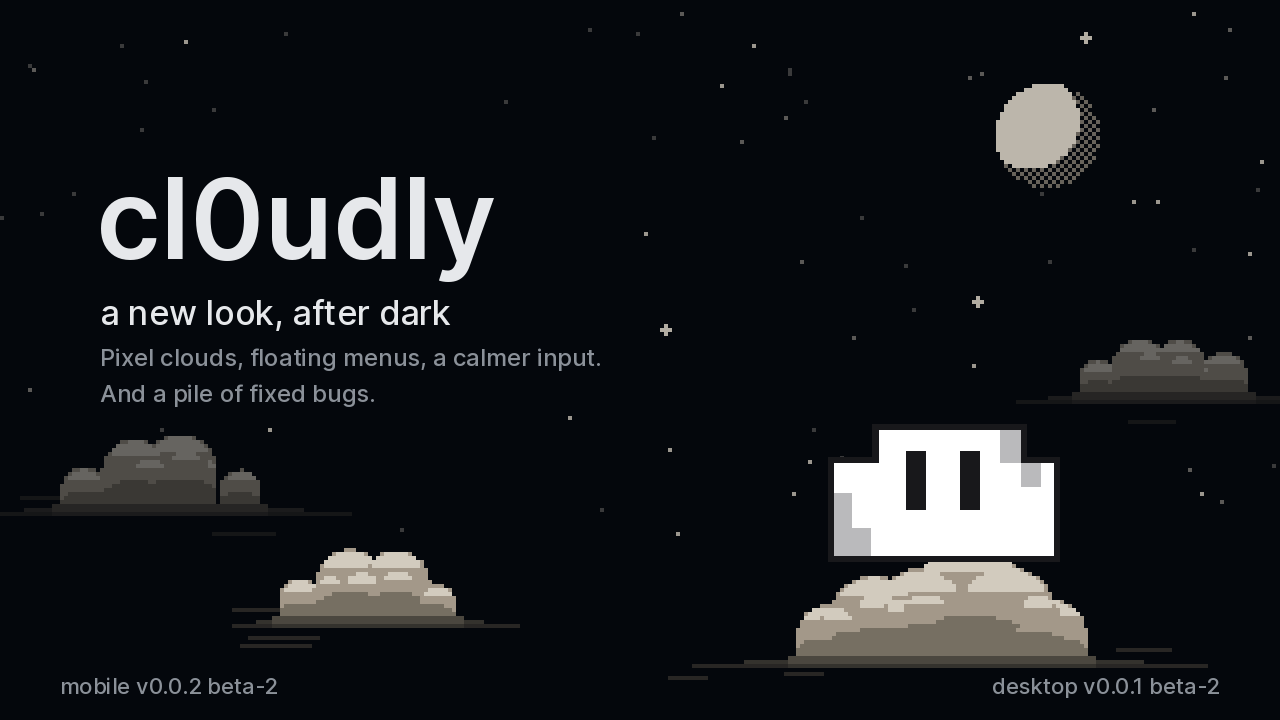 cl0udly
a new look, after dark
Pixel clouds, floating menus, a calmer input.
And a pile of fixed bugs.
mobile v0.0.2 beta-2
desktop v0.0.1 beta-2